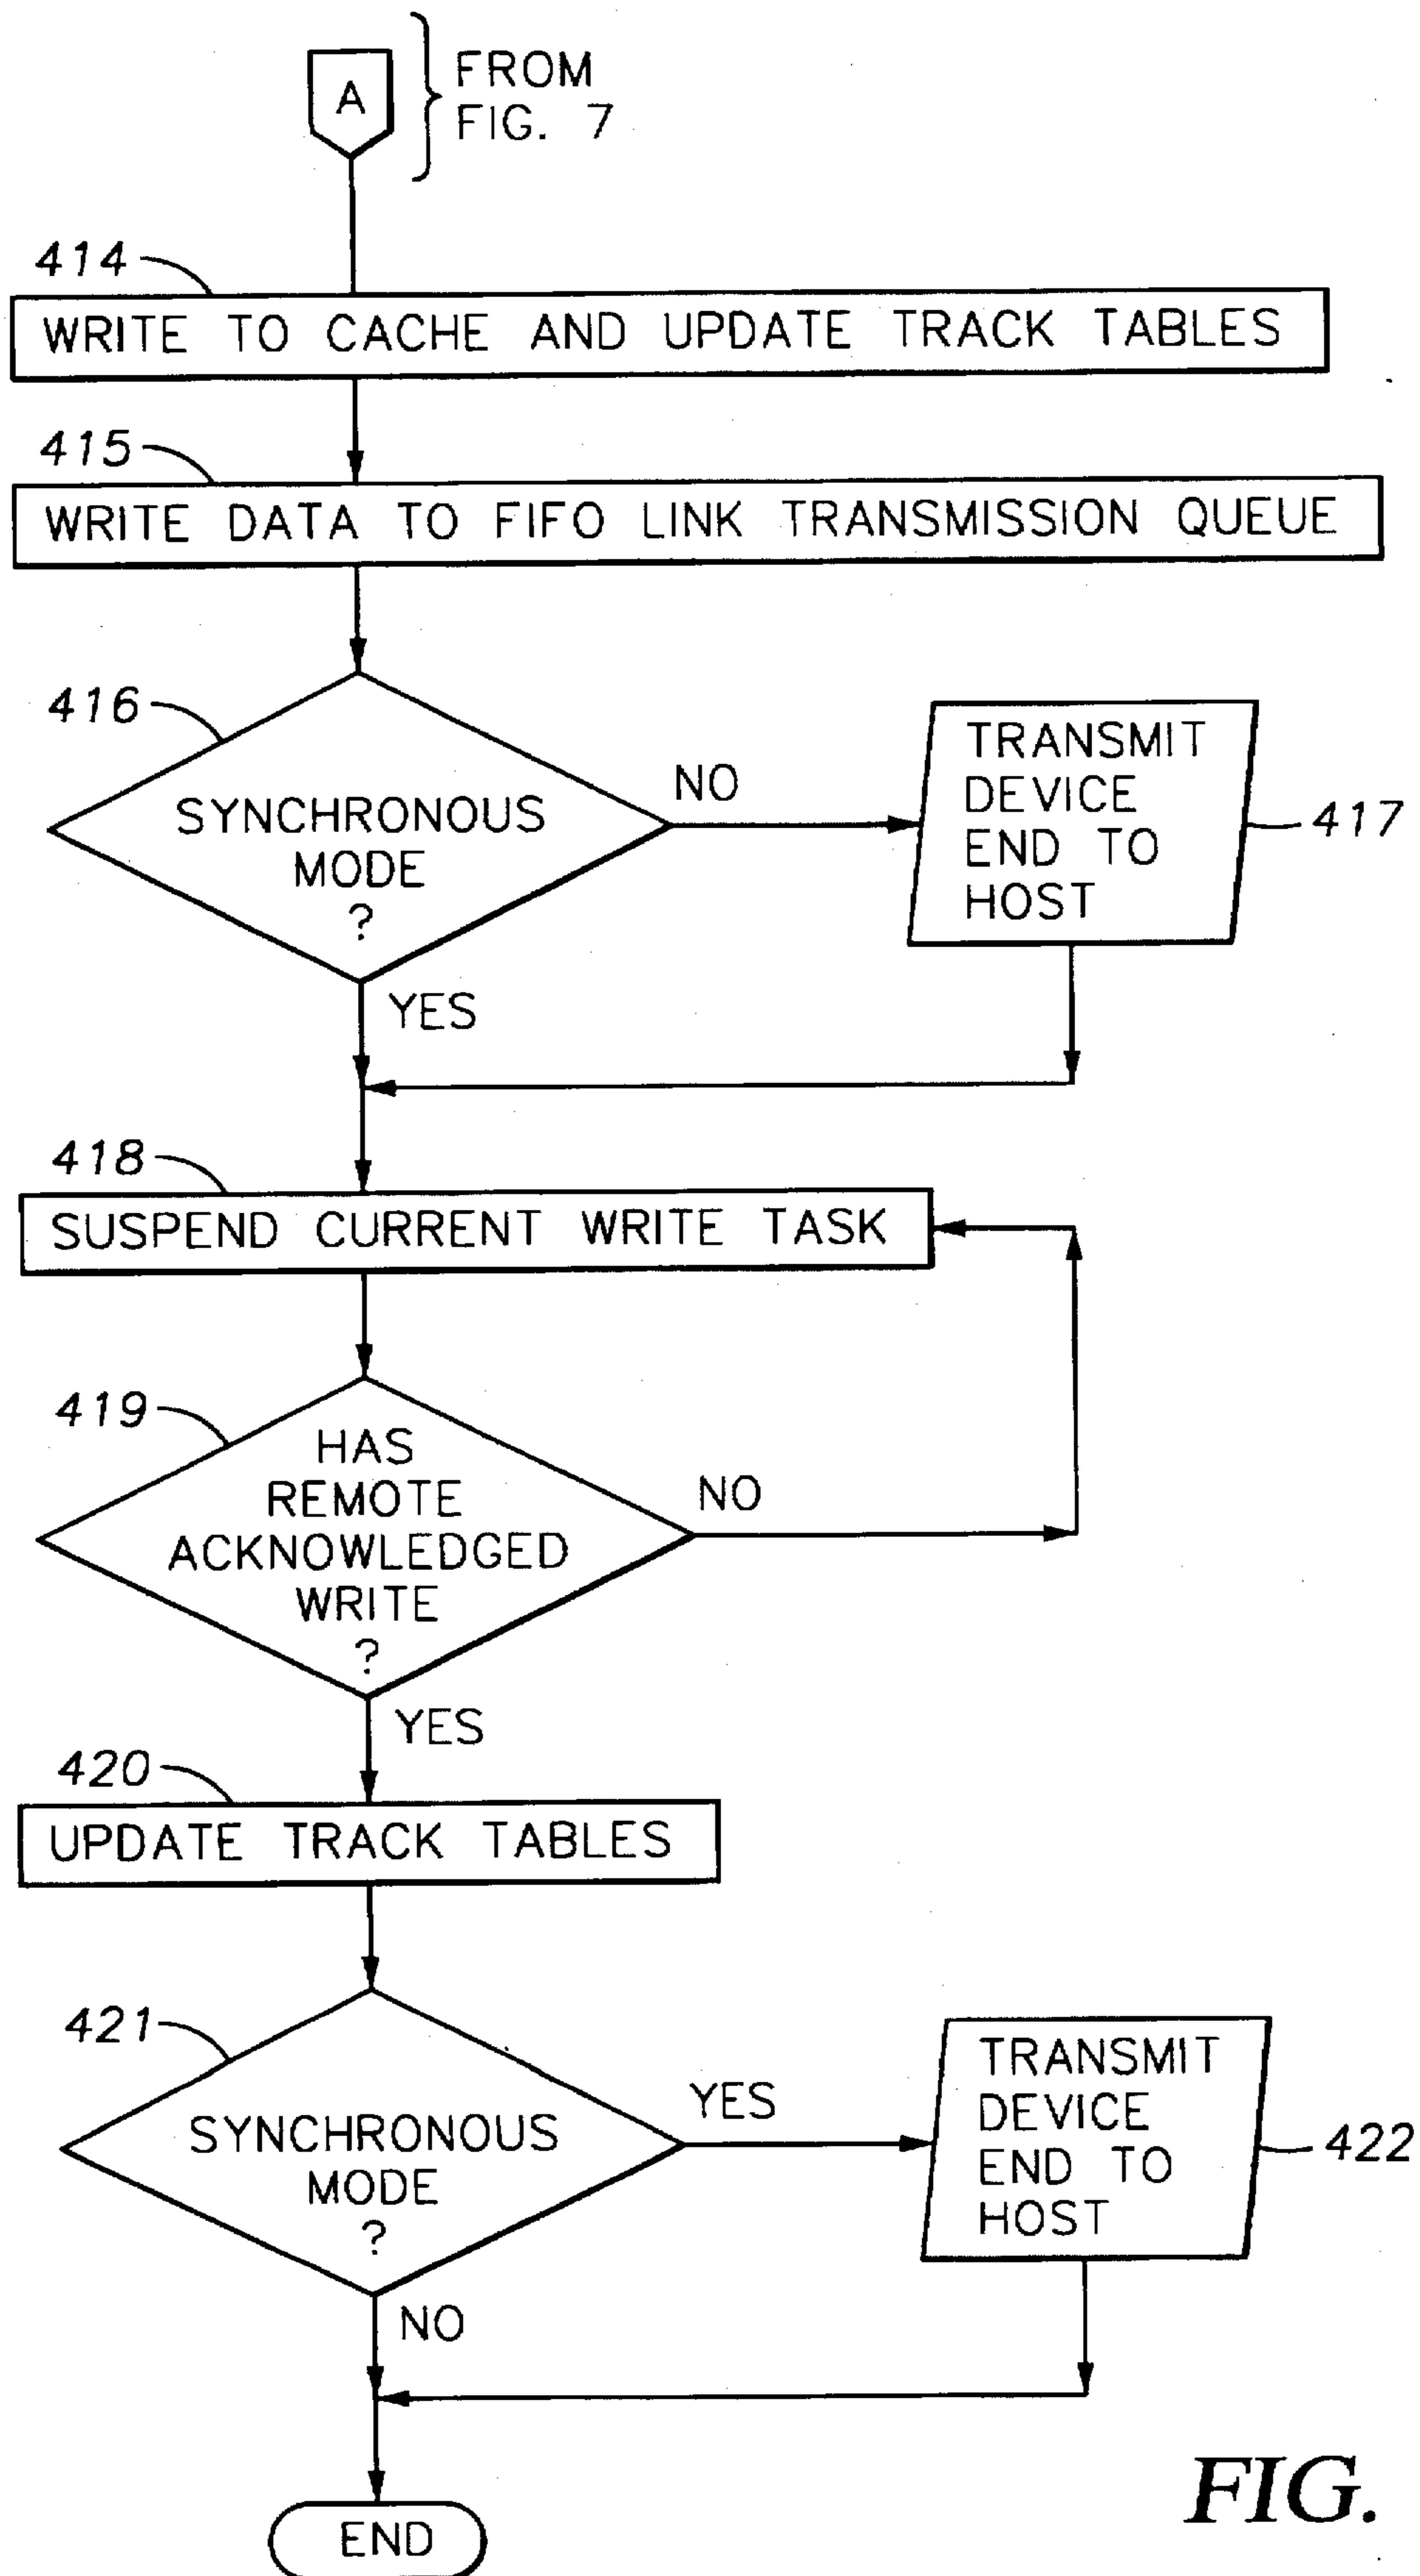 A
FROM
FIG. 7
414
WRITE TO CACHE AND UPDATE TRACK TABLES
415
WRITE DATA TO FIFO LINK TRANSMISSION QUEUE
416
SYNCHRONOUS
MODE
?
NO
TRANSMIT
DEVICE
END TO
HOST
417
YES
418
SUSPEND CURRENT WRITE TASK
419
HAS
REMOTE
ACKNOWLEDGED
WRITE
?
NO
YES
420
UPDATE TRACK TABLES
421
SYNCHRONOUS
MODE
?
YES
TRANSMIT
DEVICE
END TO
HOST
422
NO
END
FIG.